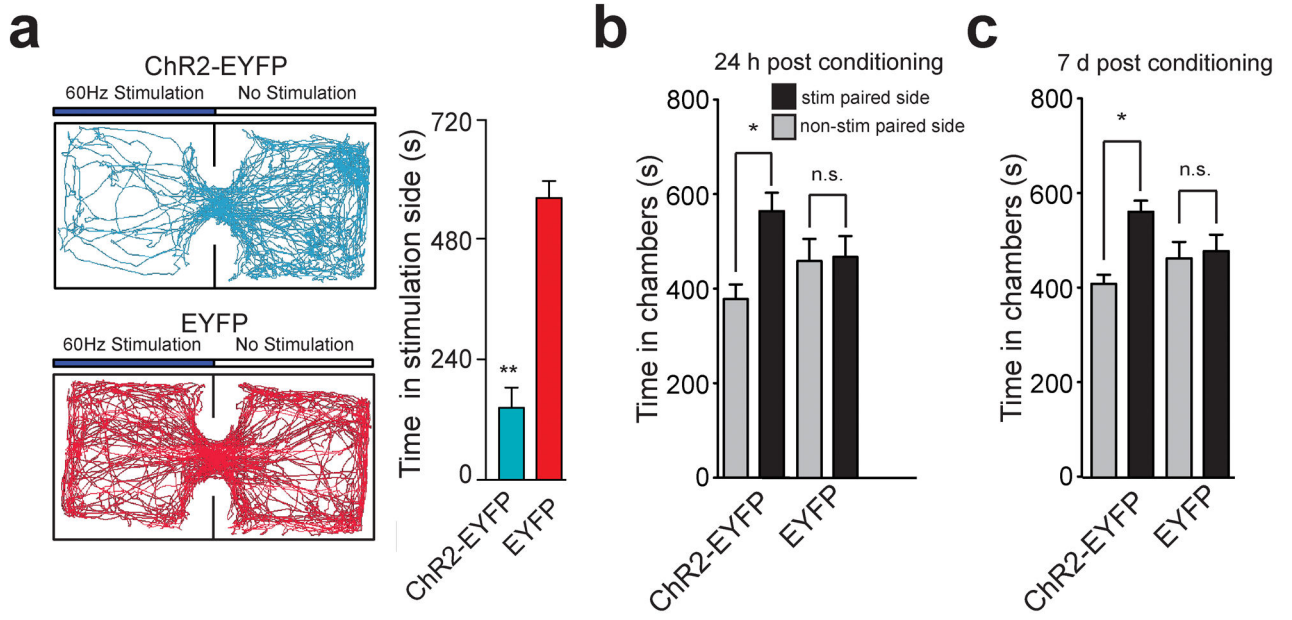 a
ChR2-EYFP
60Hz Stimulation No Stimulation
EYFP
60Hz Stimulation No Stimulation
Time in stimulation side (s)
720
480
240
0
**
ChR2-EYFP
EYFP
b
24 h post conditioning
stim paired side
non-stim paired side
Time in chambers (s)
800
600
400
200
0
*
n.s.
ChR2-EYFP
EYFP
c
7 d post conditioning
Time in chambers (s)
800
600
400
200
0
*
n.s.
ChR2-EYFP
EYFP